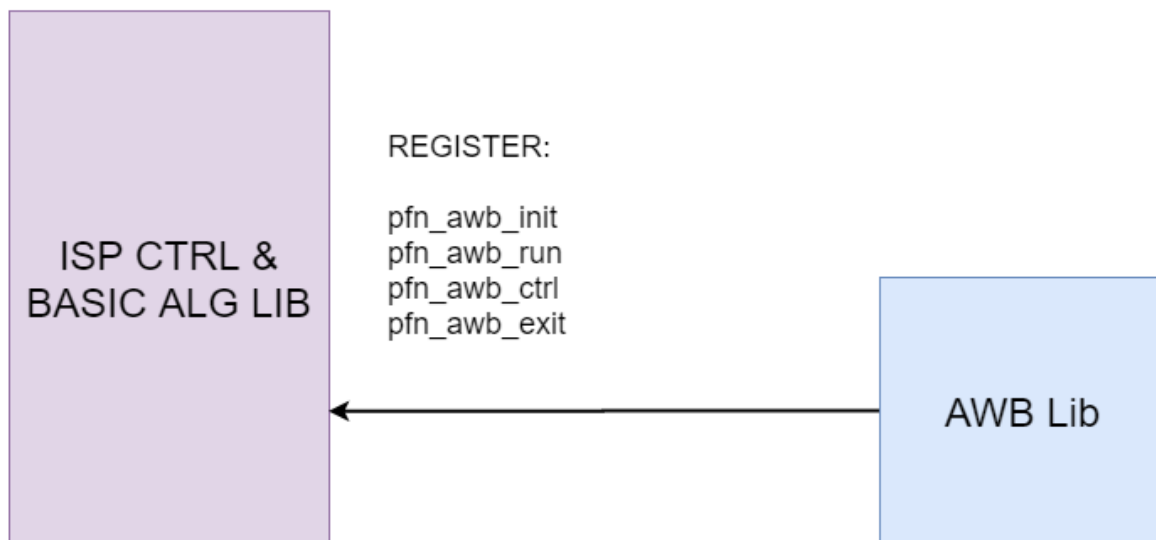 ISP CTRL &
BASIC ALG LIB
REGISTER:
pfn_awb_init
pfn_awb_run
pfn_awb_ctrl
pfn_awb_exit
AWB Lib